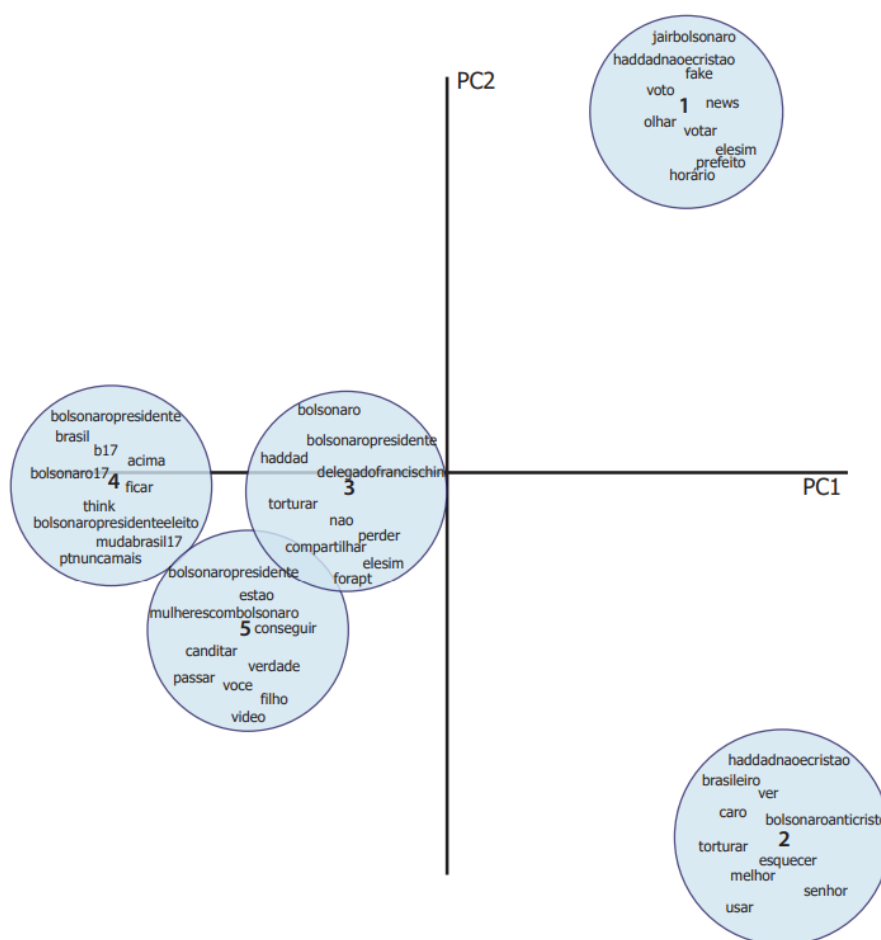 jairbolsonaro
haddadnaoecristao
fake
voto
1
news
olhar
votar
elesim
prefeito
horário
PC2
PC1
bolsonaropresidente
brasil
b17
acima
bolsonaro17
4
ficar
think
bolsonaropresidenteeleito
mudabrasil17
ptnuncamais
bolsonaro
bolsonaropresidente
haddad
delegadofrancischin
3
torturar
nao
perder
compartilhar
elesim
forapt
bolsonaropresidente
estao
mulherescombolsonaro
5
conseguir
canditar
verdade
passar
voce
filho
video
haddadnaoecristao
brasileiro
ver
caro
bolsonaroanticristo
2
torturar
esquecer
melhor
senhor
usar